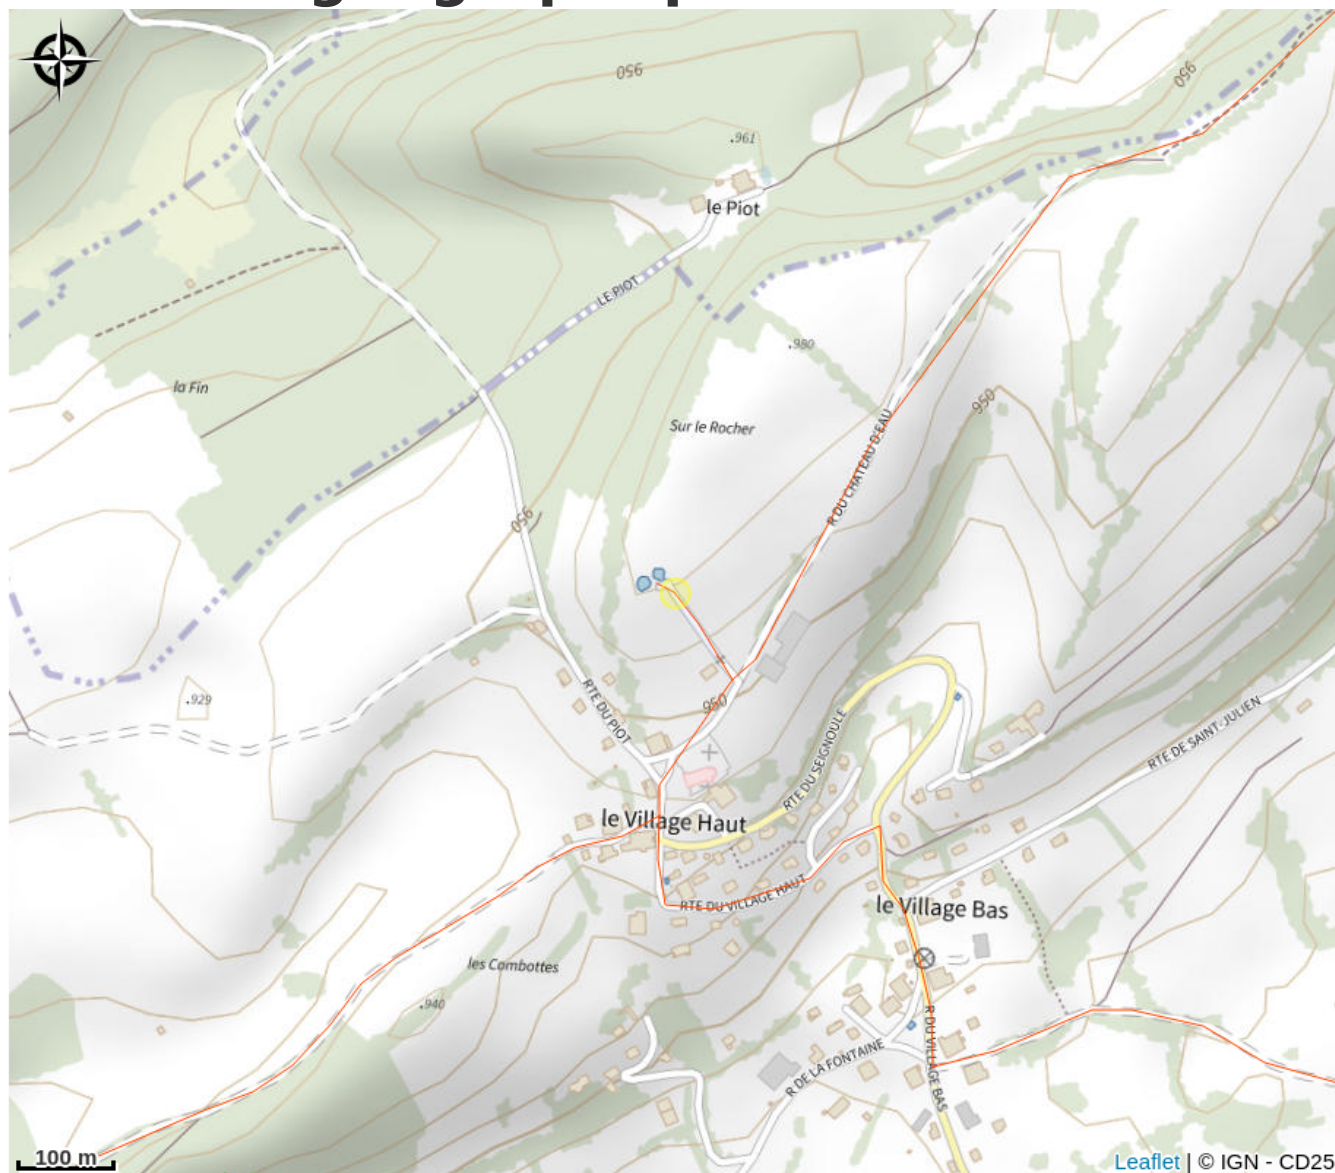 950
950
.961
le Piot
LE PIOT
.980
la Fin
950
Sur le Rocher
R DU CHATEAU D'EAU
950
.929
RTE DU PIOT
950
RTE DU SEIGNOULE
RTE DE SAINT-JULIEN
le Village Haut
RTE DU VILLAGE HAUT
le Village Bas
les Combottes
.940
R DE LA FONTAINE
R DU VILLAGE BAS
100 m
Leaflet | © IGN - CD25